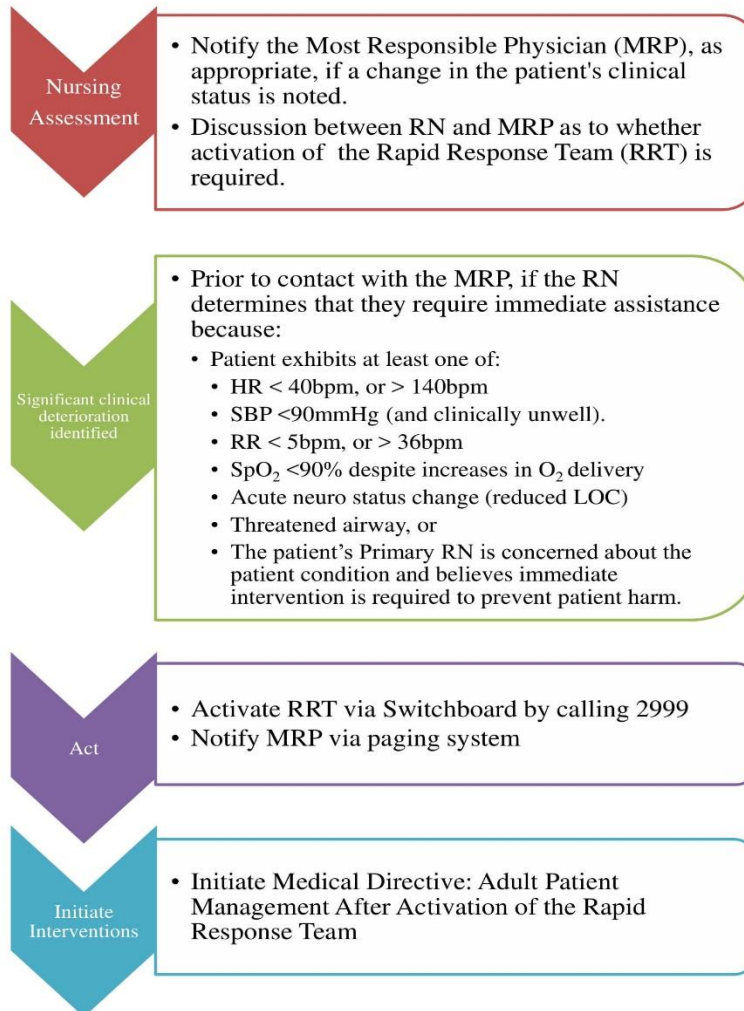 Nursing
Assessment
• Notify the Most Responsible Physician (MRP), as
appropriate, if a change in the patient's clinical
status is noted.
• Discussion between RN and MRP as to whether
activation of the Rapid Response Team (RRT) is
required.
Significant clinical
deterioration
identified
• Prior to contact with the MRP, if the RN
determines that they require immediate assistance
because:
• Patient exhibits at least one of:
• HR < 40bpm, or > 140bpm
• SBP <90mmHg (and clinically unwell).
• RR < 5bpm, or > 36bpm
• SpO₂ <90% despite increases in O₂ delivery
• Acute neuro status change (reduced LOC)
• Threatened airway, or
• The patient’s Primary RN is concerned about the
patient condition and believes immediate
intervention is required to prevent patient harm.
Act
• Activate RRT via Switchboard by calling 2999
• Notify MRP via paging system
Initiate
Interventions
• Initiate Medical Directive: Adult Patient
Management After Activation of the Rapid
Response Team